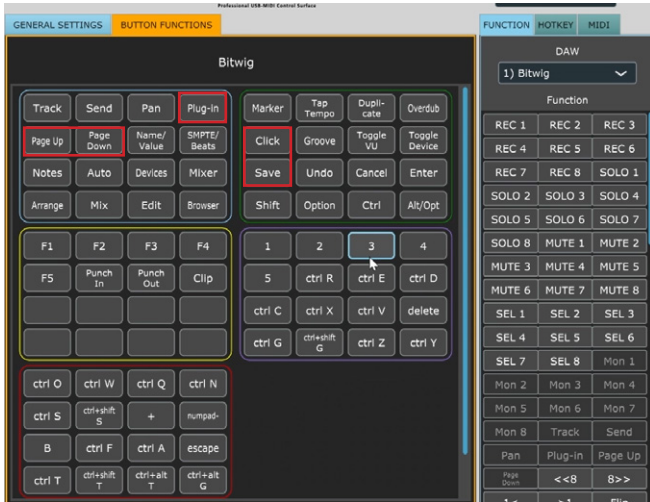 Professional USB-MIDI Control Surface
GENERAL SETTINGS BUTTON FUNCTIONS
Bitwig
Track Send Pan Plug-in
Page Up Page Down Name/ Value SMPTE/ Beats
Notes Auto Devices Mixer
Arrange Mix Edit Browser
Marker Tap Tempo Dupli- cate Overdub
Click Groove Toggle VU Toggle Device
Save Undo Cancel Enter
Shift Option Ctrl Alt/Opt
F1 F2 F3 F4
F5 Punch In Punch Out Clip
1 2 3 4
5 ctrl R ctrl E ctrl D
ctrl C ctrl X ctrl V delete
ctrl G ctrl+shift G ctrl Z ctrl Y
ctrl O ctrl W ctrl Q ctrl N
ctrl S ctrl+shift S + numpad-
B ctrl F ctrl A escape
ctrl T ctrl+shift T ctrl+alt T ctrl+alt G
FUNCTION HOTKEY MIDI
DAW
1) Bitwig
Function
REC 1 REC 2 REC 3
REC 4 REC 5 REC 6
REC 7 REC 8 SOLO 1
SOLO 2 SOLO 3 SOLO 4
SOLO 5 SOLO 6 SOLO 7
SOLO 8 MUTE 1 MUTE 2
MUTE 3 MUTE 4 MUTE 5
MUTE 6 MUTE 7 MUTE 8
SEL 1 SEL 2 SEL 3
SEL 4 SEL 5 SEL 6
SEL 7 SEL 8 Mon 1
Mon 2 Mon 3 Mon 4
Mon 5 Mon 6 Mon 7
Mon 8 Track Send
Pan Plug-in Page Up
Page Down <<8 8>>
1< >1 Flip